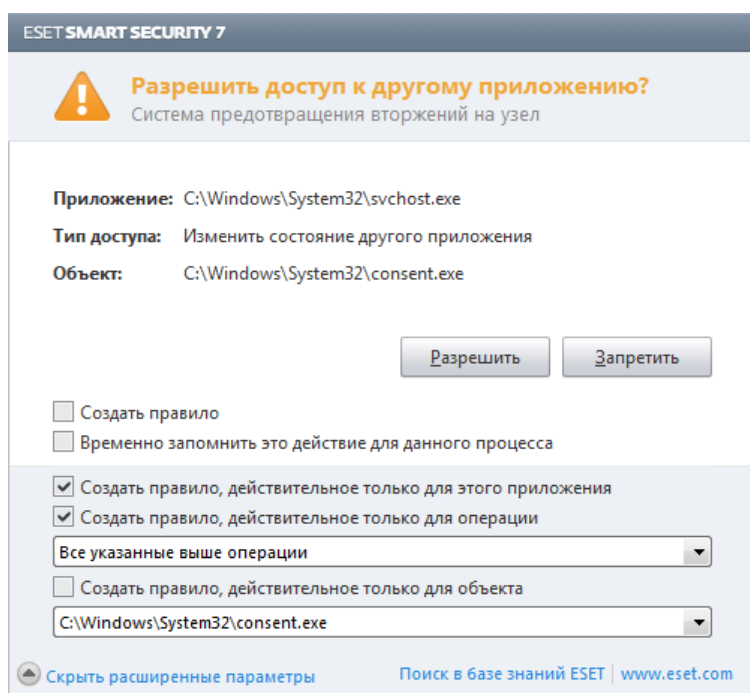 ESET SMART SECURITY 7
Разрешить доступ к другому приложению?
Система предотвращения вторжений на узел
Приложение: C:\Windows\System32\svchost.exe
Тип доступа: Изменить состояние другого приложения
Объект: C:\Windows\System32\consent.exe
Разрешить Запретить
Создать правило
Временно запомнить это действие для данного процесса
Создать правило, действительное только для этого приложения
Создать правило, действительное только для операции
Все указанные выше операции
Создать правило, действительное только для объекта
C:\Windows\System32\consent.exe
Скрыть расширенные параметры Поиск в базе знаний ESET | www.eset.com